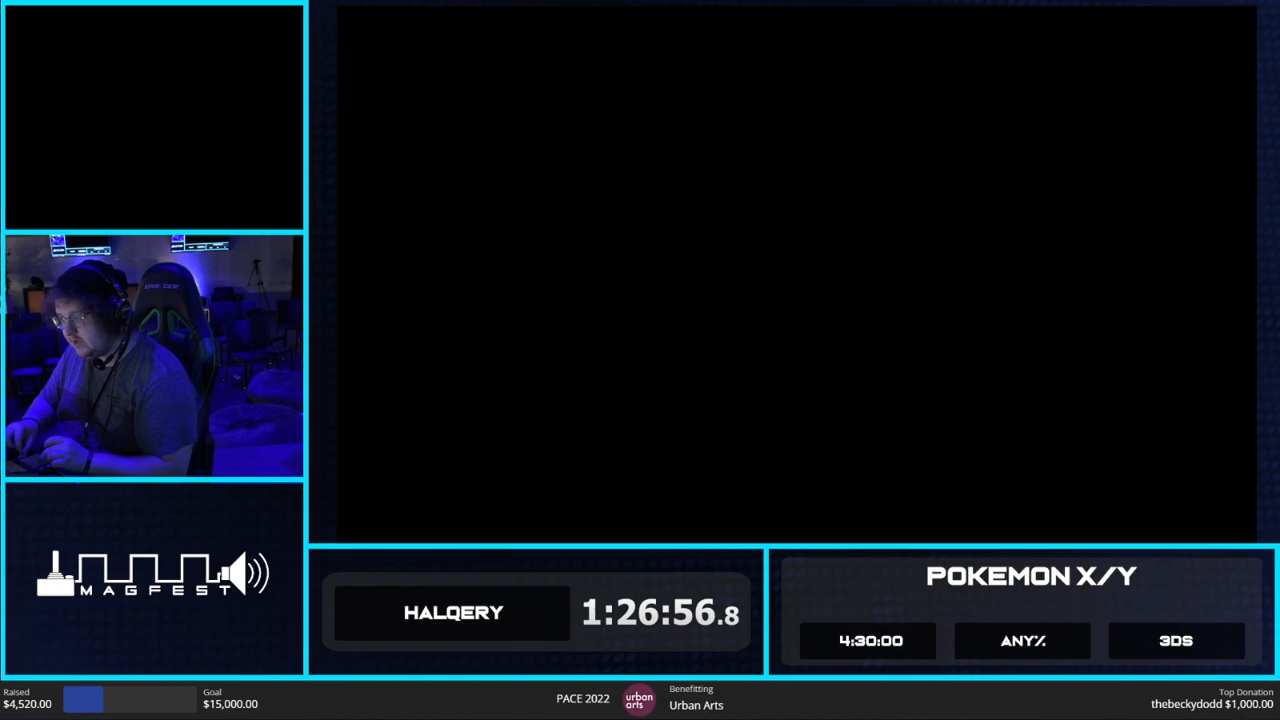 MAGFEST
HALQERY
1:26:56.8
POKEMON X/Y
4:30:00
ANY%
3DS
Raised
$4,520.00
Goal
$15,000.00
PACE 2022
urban
arts
Benefitting
Urban Arts
Top Donation
thebeckydodd $1,000.00